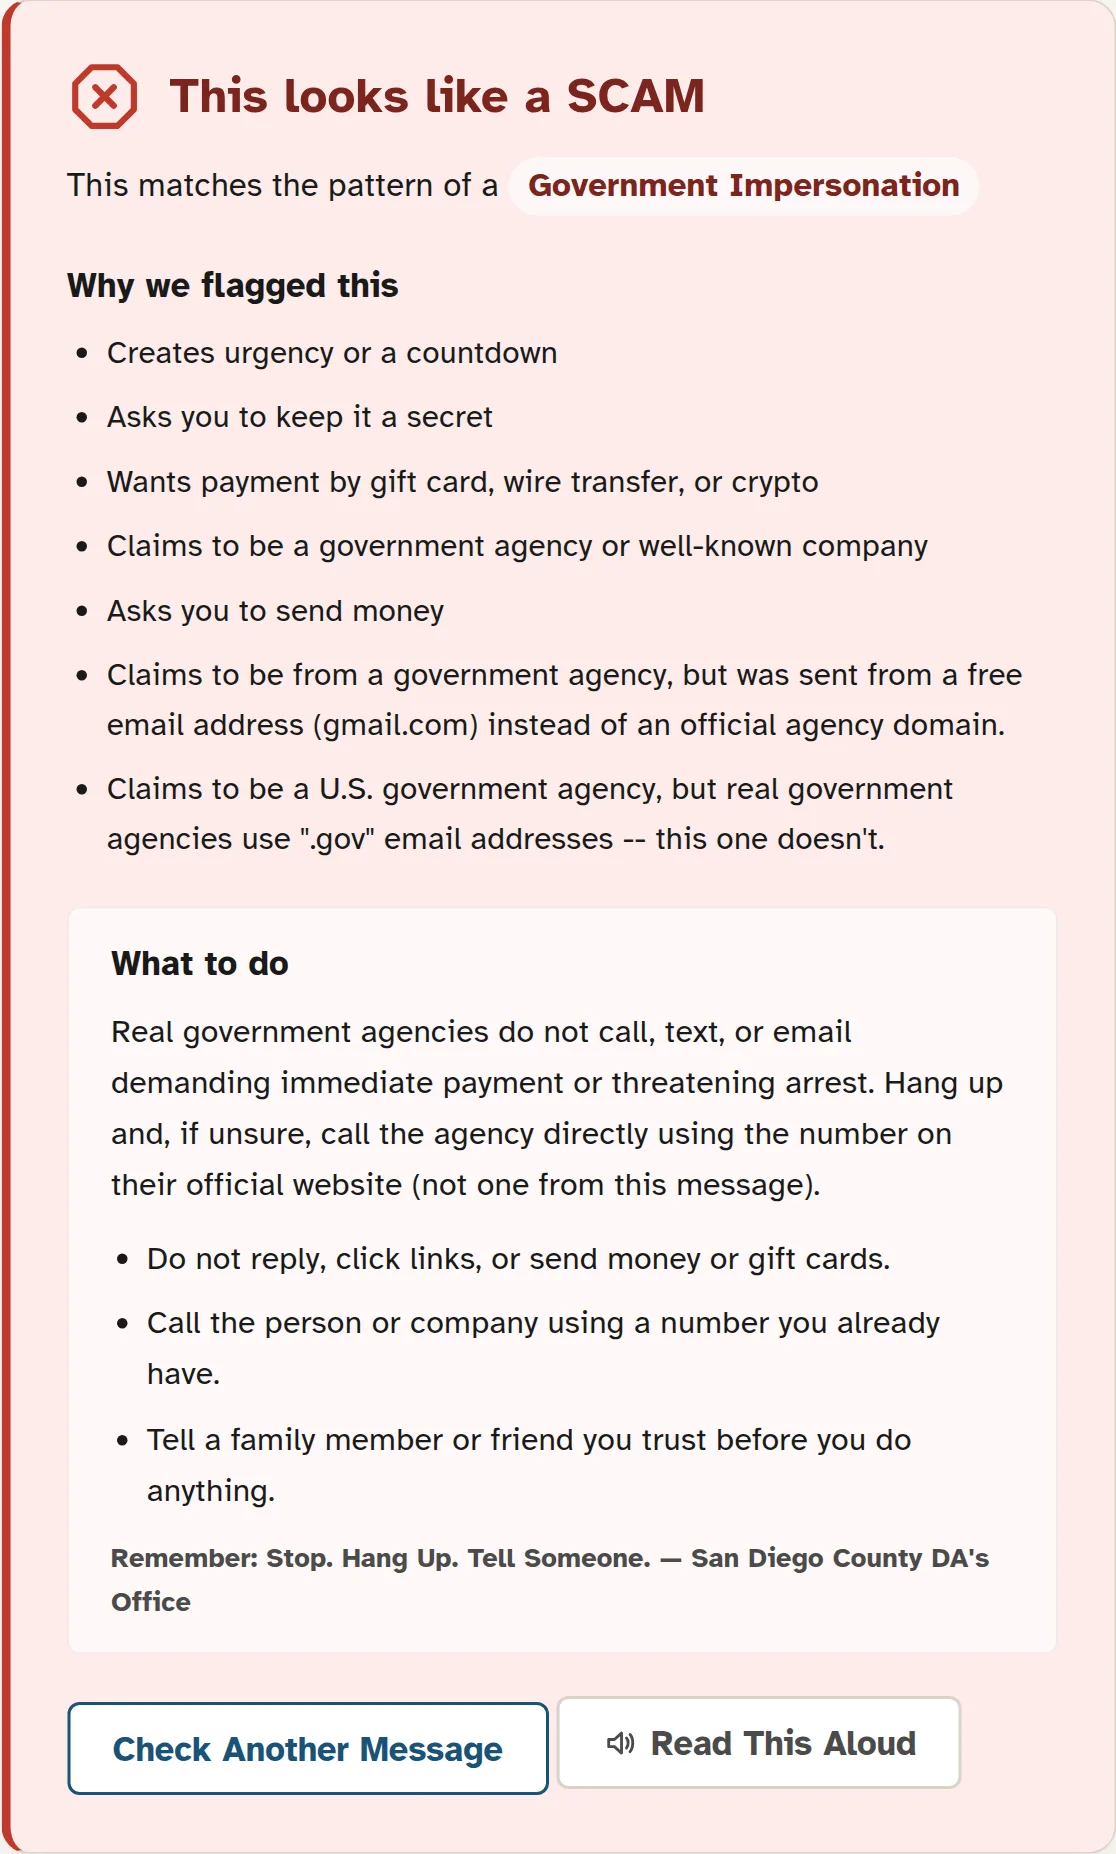 This looks like a SCAM
This matches the pattern of a Government Impersonation
Why we flagged this
• Creates urgency or a countdown
• Asks you to keep it a secret
• Wants payment by gift card, wire transfer, or crypto
• Claims to be a government agency or well-known company
• Asks you to send money
• Claims to be from a government agency, but was sent from a free
email address (gmail.com) instead of an official agency domain.
• Claims to be a U.S. government agency, but real government
agencies use ".gov" email addresses -- this one doesn't.
What to do
Real government agencies do not call, text, or email
demanding immediate payment or threatening arrest. Hang up
and, if unsure, call the agency directly using the number on
their official website (not one from this message).
• Do not reply, click links, or send money or gift cards.
• Call the person or company using a number you already
have.
• Tell a family member or friend you trust before you do
anything.
Remember: Stop. Hang Up. Tell Someone. — San Diego County DA's
Office
Check Another Message
Read This Aloud